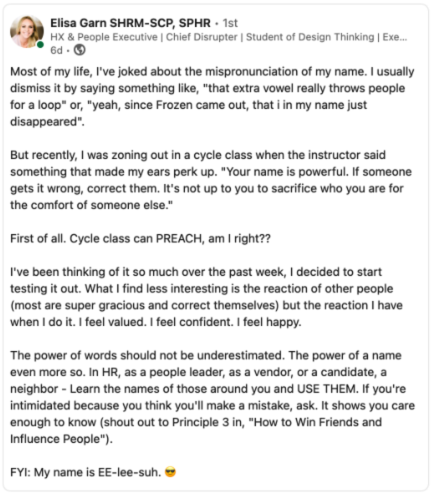 Elisa Garn SHRM-SCP, SPHR · 1st
HX & People Executive | Chief Disrupter | Student of Design Thinking | Exe...
6d ·
Most of my life, I've joked about the mispronunciation of my name. I usually
dismiss it by saying something like, "that extra vowel really throws people
for a loop" or, "yeah, since Frozen came out, that i in my name just
disappeared".
But recently, I was zoning out in a cycle class when the instructor said
something that made my ears perk up. "Your name is powerful. If someone
gets it wrong, correct them. It's not up to you to sacrifice who you are for
the comfort of someone else."
First of all. Cycle class can PREACH, am I right??
I've been thinking of it so much over the past week, I decided to start
testing it out. What I find less interesting is the reaction of other people
(most are super gracious and correct themselves) but the reaction I have
when I do it. I feel valued. I feel confident. I feel happy.
The power of words should not be underestimated. The power of a name
even more so. In HR, as a people leader, as a vendor, or a candidate, a
neighbor - Learn the names of those around you and USE THEM. If you're
intimidated because you think you'll make a mistake, ask. It shows you care
enough to know (shout out to Principle 3 in, "How to Win Friends and
Influence People").
FYI: My name is EE-lee-suh. 😎